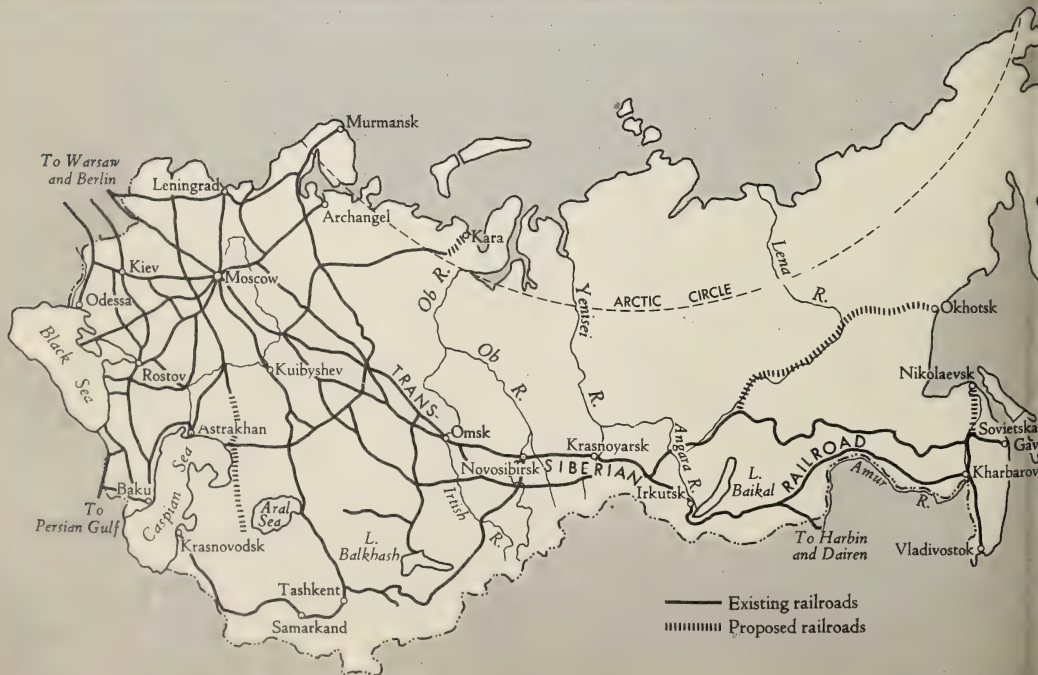 Murmansk
To Warsaw
and Berlin
Leningrad
Archangel
Kara
Kiev
Moscow
Ob R.
Yenisei
R.
ARCTIC CIRCLE
Lena
R.
Okhotsk
Odessa
Black
Sea
Ob
R.
Rostov
Kuibyshev
TRANS-
SIBERIAN
RAILROAD
Nikolaevsk
Astrakhan
Omsk
Krasnoyarsk
Angara R.
Sovietska
Gav
Novosibirsk
L.
Baikal
Amur
R.
Kharbarov
Baku
Caspian Sea
Aral
Sea
Irtish
R.
Irkutsk
To
Persian Gulf
L.
Balkhash
To Harbin
and Dairen
Krasnovodsk
Vladivostok
Tashkent
Samarkand
Existing railroads
Proposed railroads